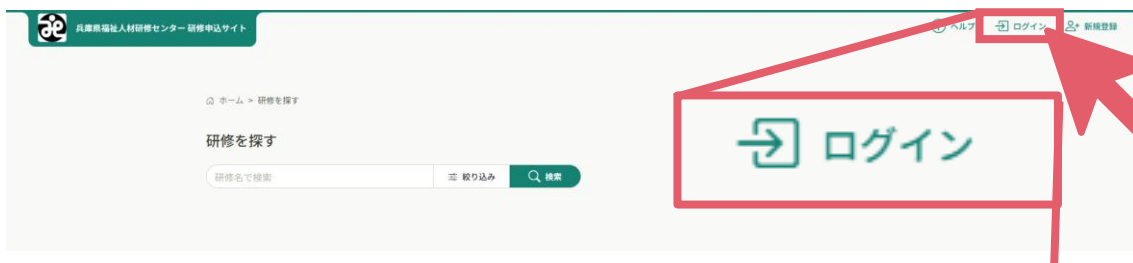 兵庫県福祉人材研修センター 研修申込サイト
ヘルプ
ログイン
新規登録
ホーム > 研修を探す
研修を探す
研修名で検索
絞り込み
検索
ログイン